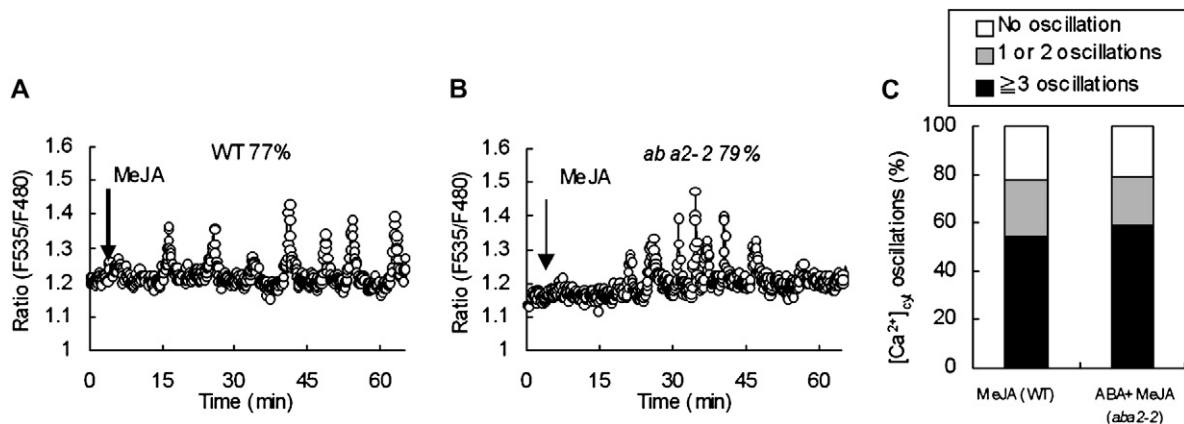 No oscillation
1 or 2 oscillations
≧3 oscillations
A
B
C
1.6
1.5
1.4
1.3
1.2
1.1
1
Ratio (F535/F480)
WT 77%
MeJA
0 15 30 45 60
Time (min)
1.6
1.5
1.4
1.3
1.2
1.1
1
Ratio (F535/F480)
aba2-2 79%
MeJA
0 15 30 45 60
Time (min)
100
80
60
40
20
0
[Ca2+]cyt oscillations (%)
MeJA (WT)
ABA+ MeJA
(aba2-2)